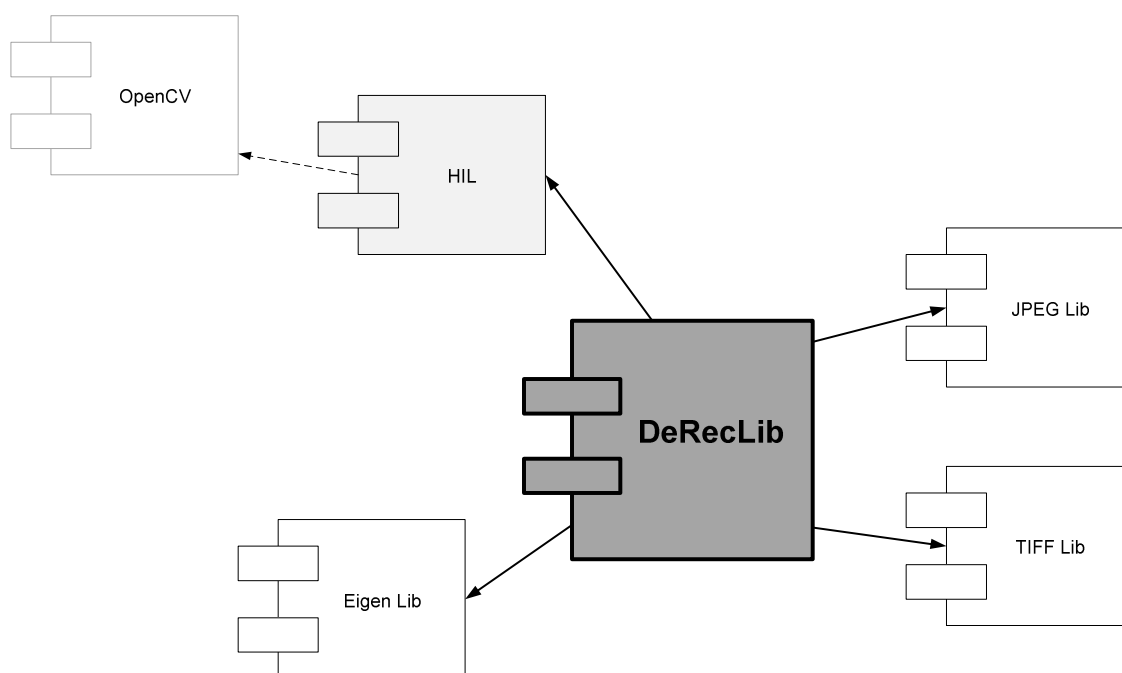 OpenCV
HIL
JPEG Lib
DeRecLib
TIFF Lib
Eigen Lib